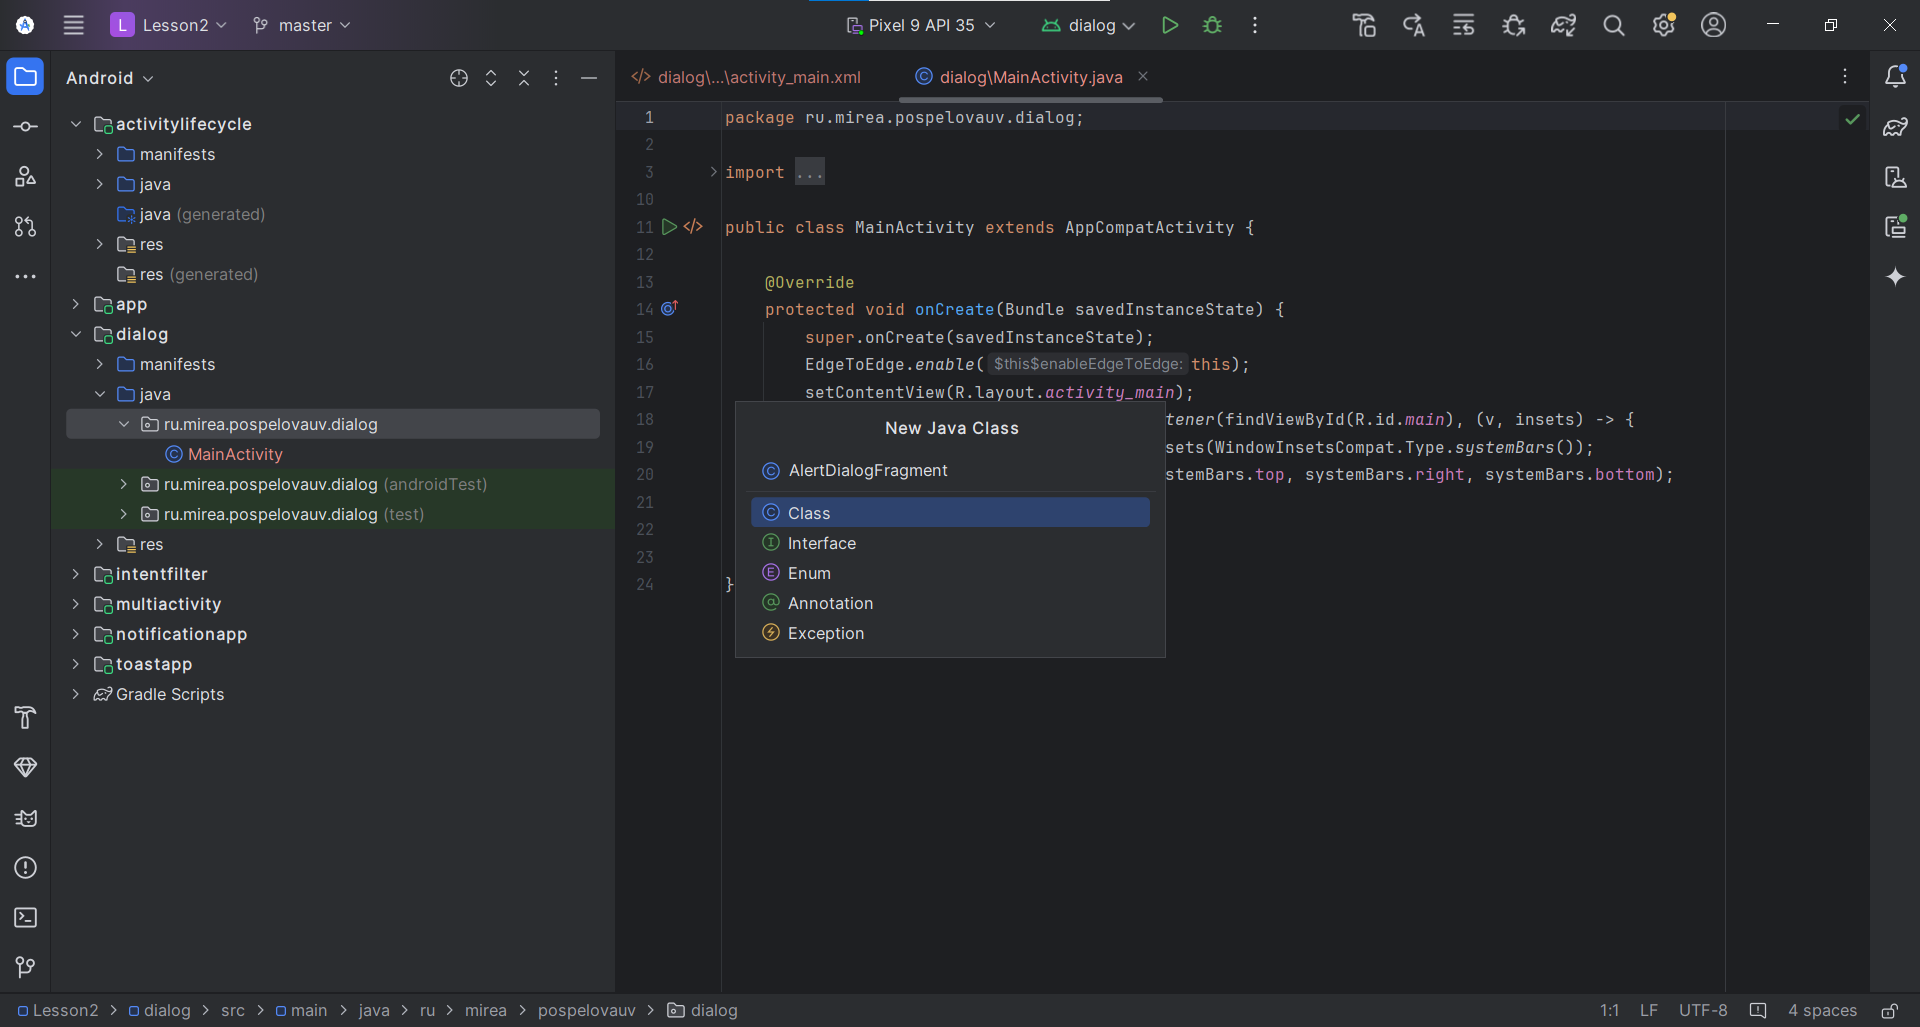 L Lesson2 master Pixel 9 API 35 dialog
Android
activitylifecycle
manifests
java
java (generated)
res
res (generated)
app
dialog
manifests
java
ru.mirea.pospelovauv.dialog
MainActivity
ru.mirea.pospelovauv.dialog (androidTest)
ru.mirea.pospelovauv.dialog (test)
res
intentfilter
multiactivity
notificationapp
toastapp
Gradle Scripts
dialog\...\activity_main.xml dialog\MainActivity.java
1 package ru.mirea.pospelovauv.dialog;
2
3 import ...
10
11 public class MainActivity extends AppCompatActivity {
12
13 @Override
14 protected void onCreate(Bundle savedInstanceState) {
15 super.onCreate(savedInstanceState);
16 EdgeToEdge.enable( $this$enableEdgeToEdge: this);
17 setContentView(R.layout.activity_main);
18 tener(findViewById(R.id.main), (v, insets) -> {
19 sets(WindowInsetsCompat.Type.systemBars());
20 stemBars.top, systemBars.right, systemBars.bottom);
21
22
23
24 }
New Java Class
AlertDialogFragment
Class
Interface
Enum
Annotation
Exception
Lesson2 > dialog > src > main > java > ru > mirea > pospelovauv > dialog
1:1 LF UTF-8 4 spaces